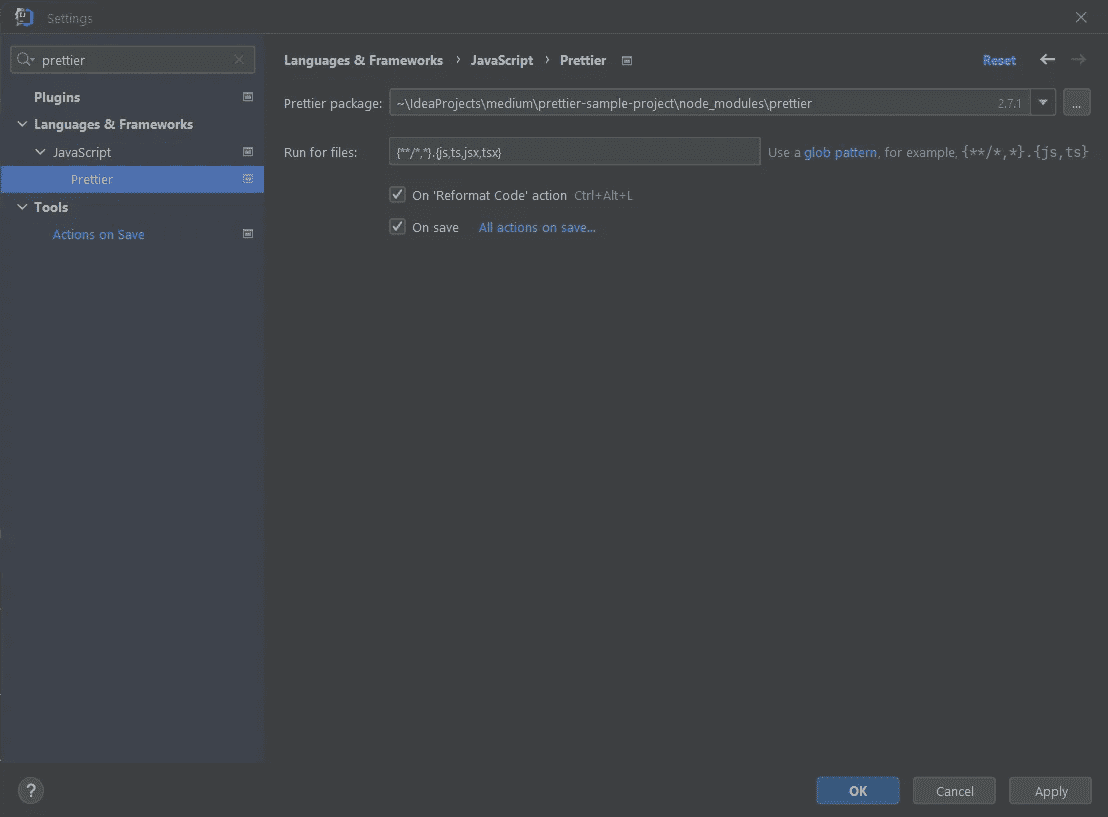 Settings
prettier
Plugins
Languages & Frameworks
JavaScript
Prettier
Tools
Actions on Save
Languages & Frameworks › JavaScript › Prettier
Reset
Prettier package: ~\IdeaProjects\medium\prettier-sample-project\node_modules\prettier 2.7.1 ...
Run for files: {**/*,*}.{js,ts,jsx,tsx} Use a glob pattern, for example, {**/*,*}.{js,ts}
On 'Reformat Code' action Ctrl+Alt+L
On save All actions on save...
? OK Cancel Apply